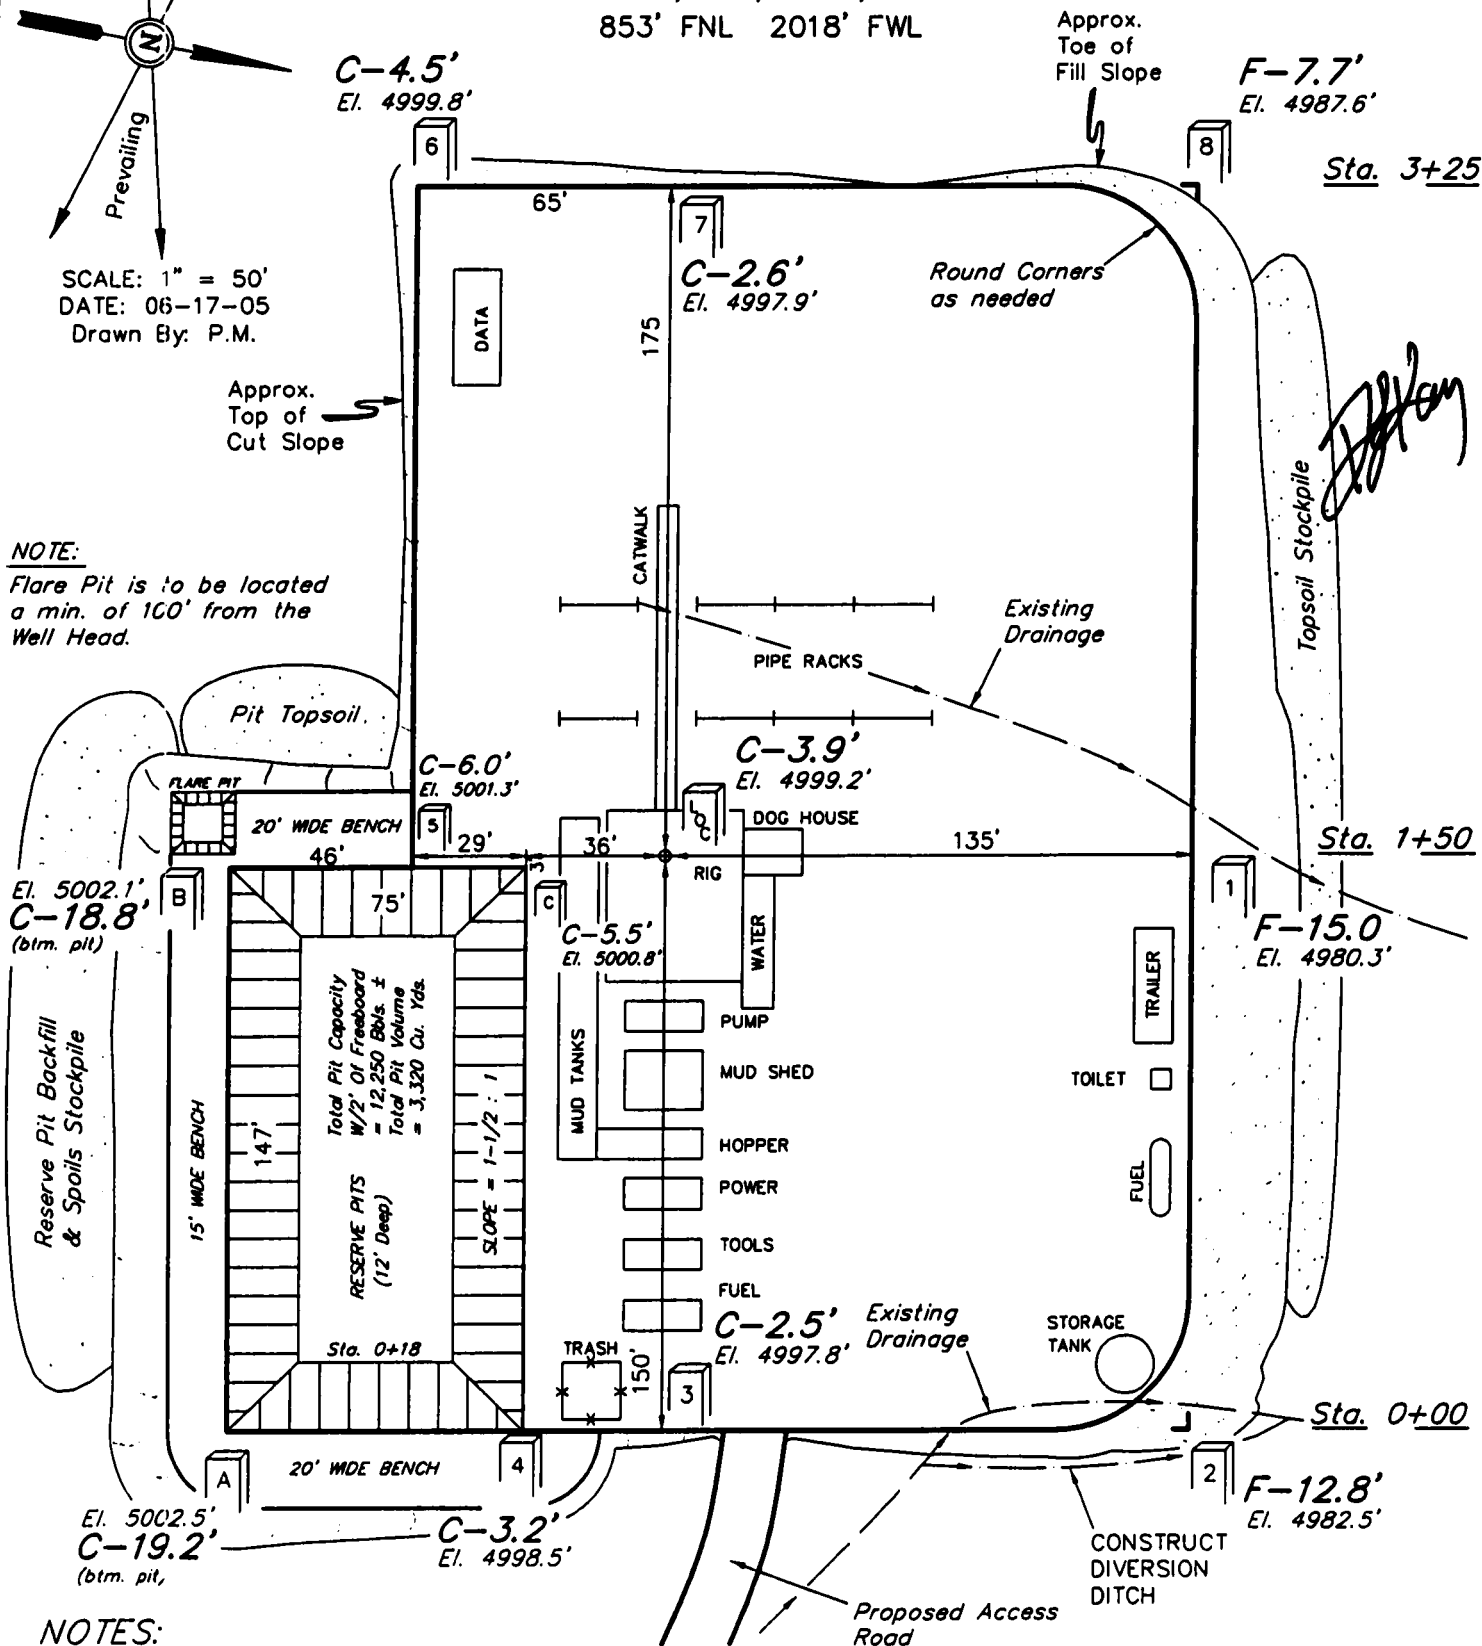 853' FNL 2018' FWL
N
Prevailing
SCALE: 1" = 50'
DATE: 06-17-05
Drawn By: P.M.
C-4.5'
El. 4999.8'
6
Approx.
Toe of
Fill Slope
F-7.7'
El. 4987.6'
8
Sta. 3+25
65'
7
C-2.6'
El. 4997.9'
175
DATA
Round Corners
as needed
Approx.
Top of
Cut Slope
Topsoil Stockpile
NOTE:
Flare Pit is to be located
a min. of 100' from the
Well Head.
CATWALK
PIPE RACKS
Existing
Drainage
Pit Topsoil
FLARE PIT
20' WIDE BENCH
C-6.0'
El. 5001.3'
5
C-3.9'
El. 4999.2'
LOC
DOG HOUSE
46'
29'
3'
36'
RIG
135'
Sta. 1+50
El. 5002.1'
C-18.8'
(btm. pit)
B
75'
C
C-5.5'
El. 5000.8'
WATER
1
F-15.0
El. 4980.3'
TRAILER
Reserve Pit Backfill
& Spoils Stockpile
15' WIDE BENCH
147'
Total Pit Capacity
W/2' Of Freeboard
= 12,250 Bbls. ±
Total Pit Volume
= 3,320 Cu. Yds.
RESERVE PITS
(12' Deep)
SLOPE = 1-1/2 : 1
MUD TANKS
PUMP
MUD SHED
HOPPER
POWER
TOOLS
FUEL
TOILET
FUEL
Sta. 0+18
TRASH
150'
C-2.5'
El. 4997.8'
3
Existing
Drainage
STORAGE
TANK
Sta. 0+00
A
20' WIDE BENCH
4
2
F-12.8'
El. 4982.5'
El. 5002.5'
C-19.2'
(btm. pit,
C-3.2'
El. 4998.5'
CONSTRUCT
DIVERSION
DITCH
Proposed Access
Road
NOTES: